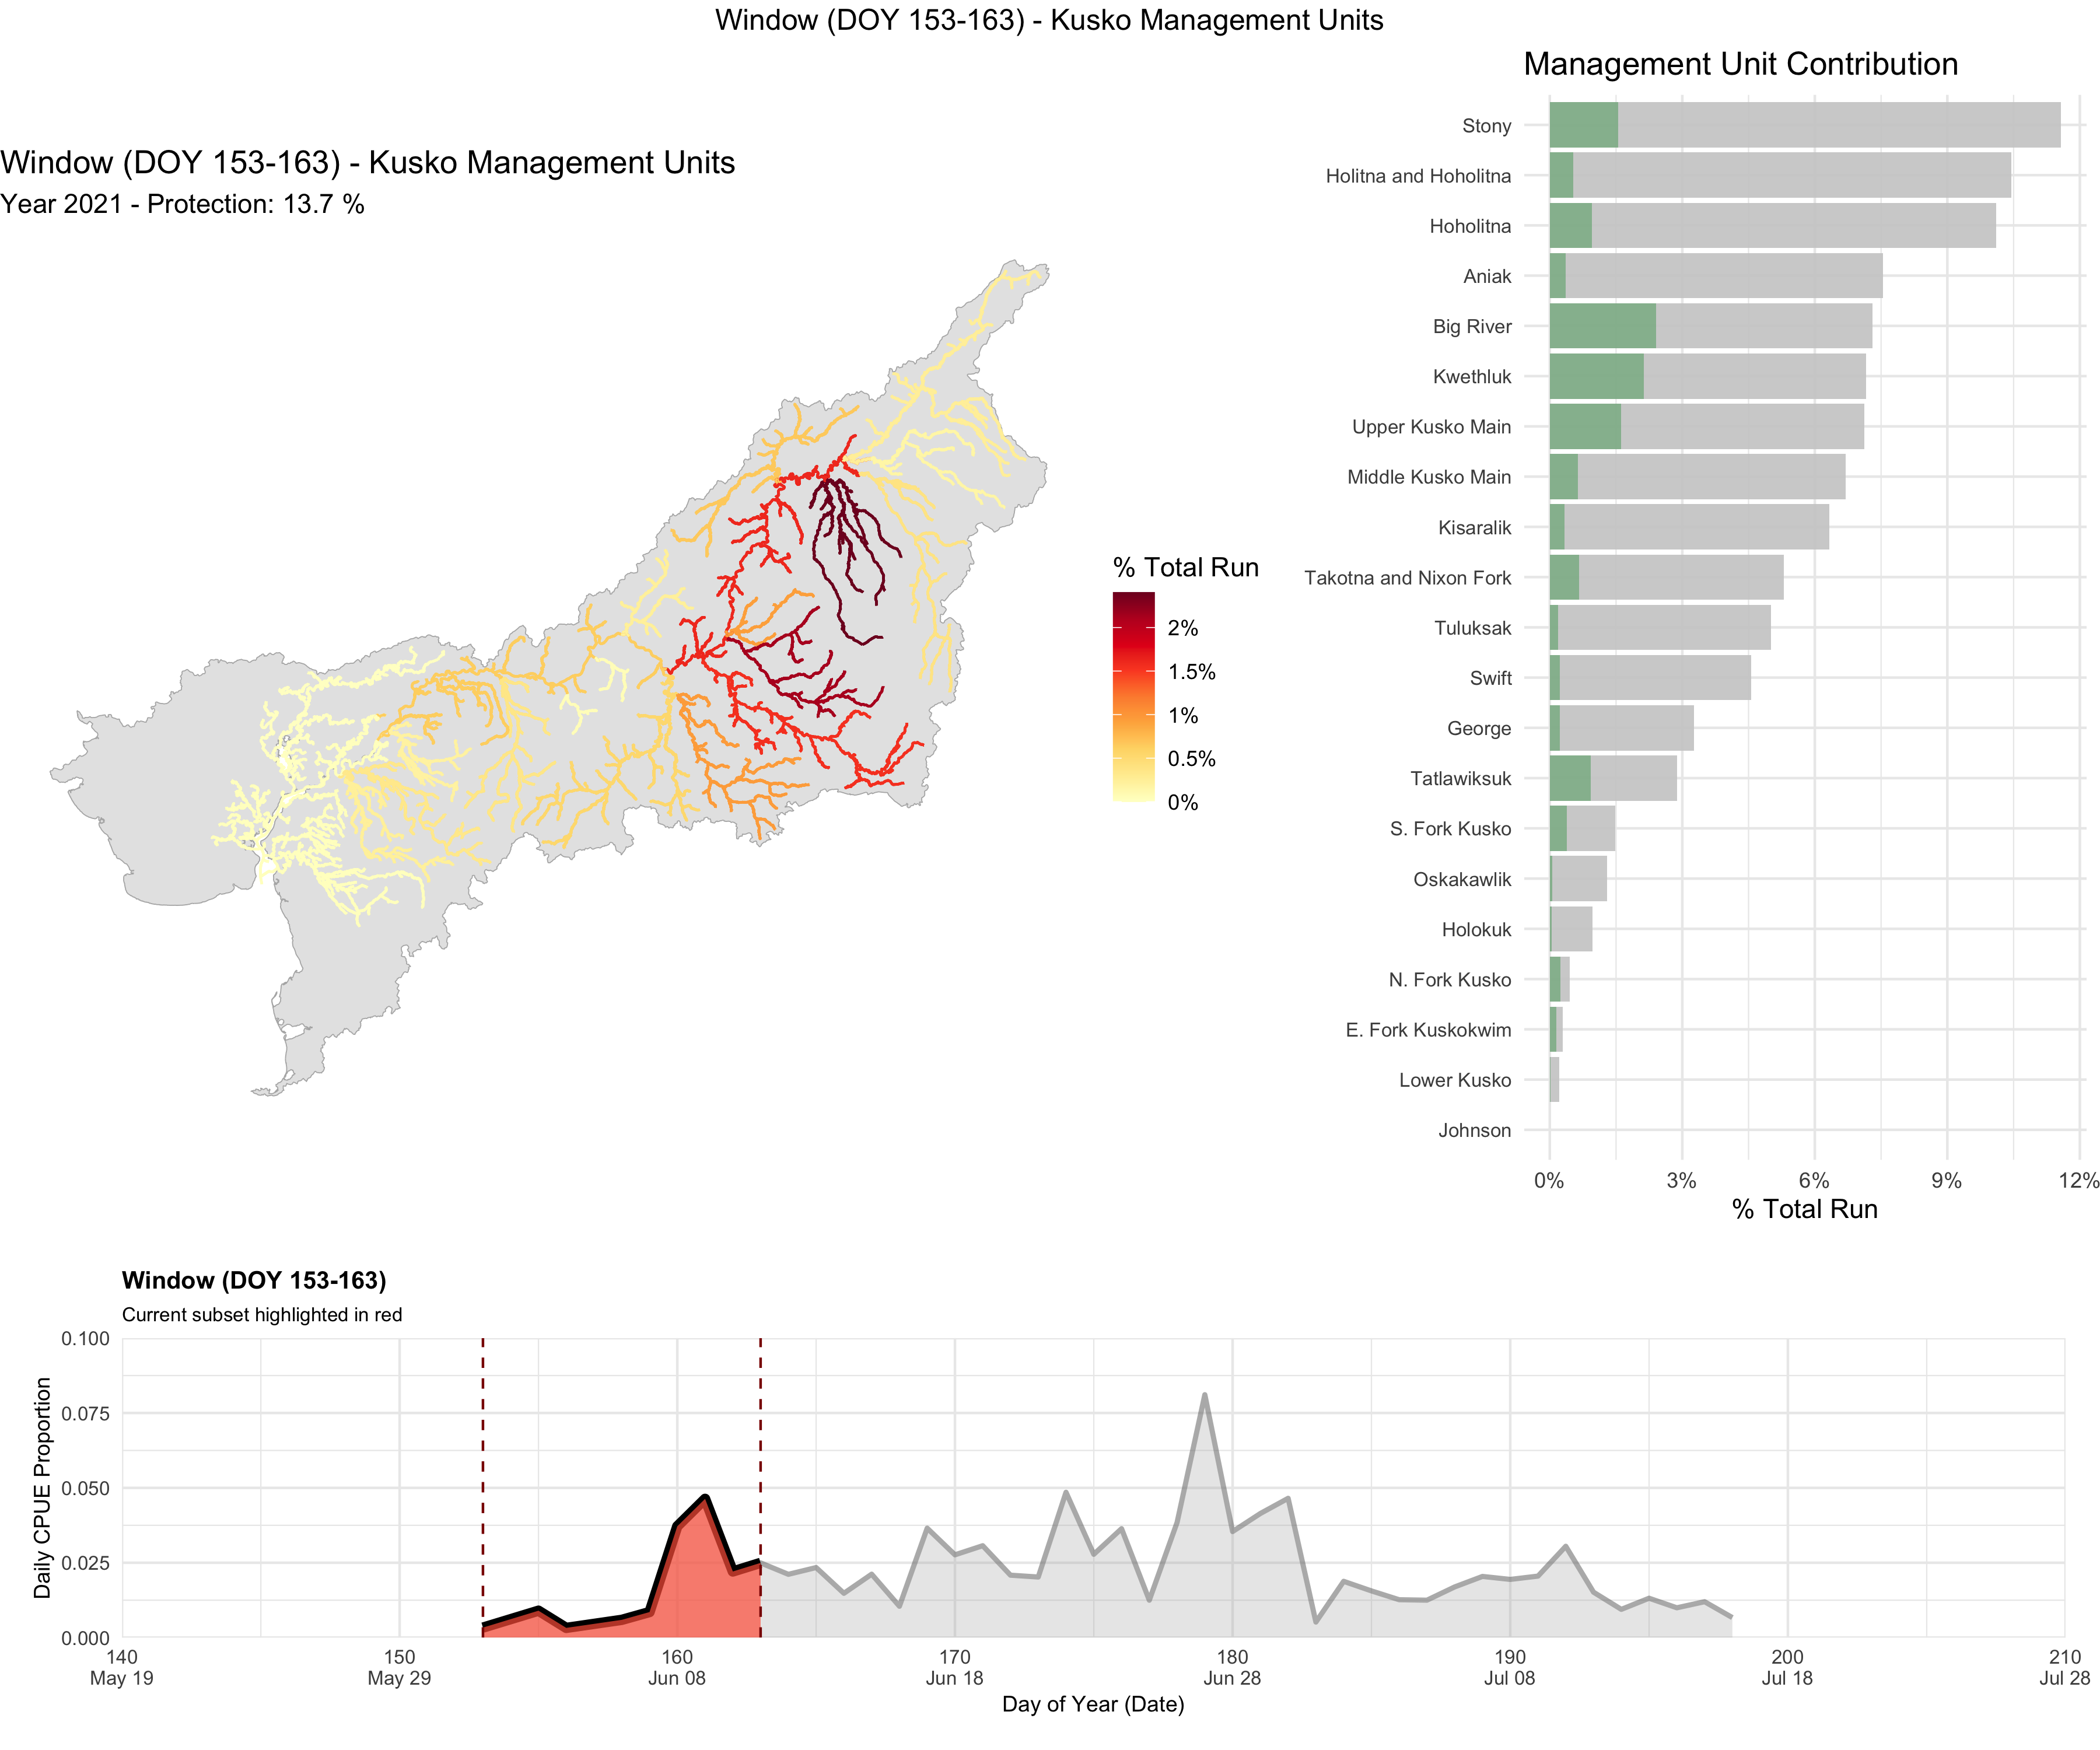 Window (DOY 153-163) - Kusko Management Units
Window (DOY 153-163) - Kusko Management Units
Year 2021 - Protection: 13.7 %
% Total Run
2%
1.5%
1%
0.5%
0%
Management Unit Contribution
Stony
Holitna and Hoholitna
Hoholitna
Aniak
Big River
Kwethluk
Upper Kusko Main
Middle Kusko Main
Kisaralik
Takotna and Nixon Fork
Tuluksak
Swift
George
Tatlawiksuk
S. Fork Kusko
Oskakawlik
Holokuk
N. Fork Kusko
E. Fork Kuskokwim
Lower Kusko
Johnson
0% 3% 6% 9% 12%
% Total Run
Window (DOY 153-163)
Current subset highlighted in red
Daily CPUE Proportion
0.100
0.075
0.050
0.025
0.000
140 150 160 170 180 190 200 210
May 19 May 29 Jun 08 Jun 18 Jun 28 Jul 08 Jul 18 Jul 28
Day of Year (Date)